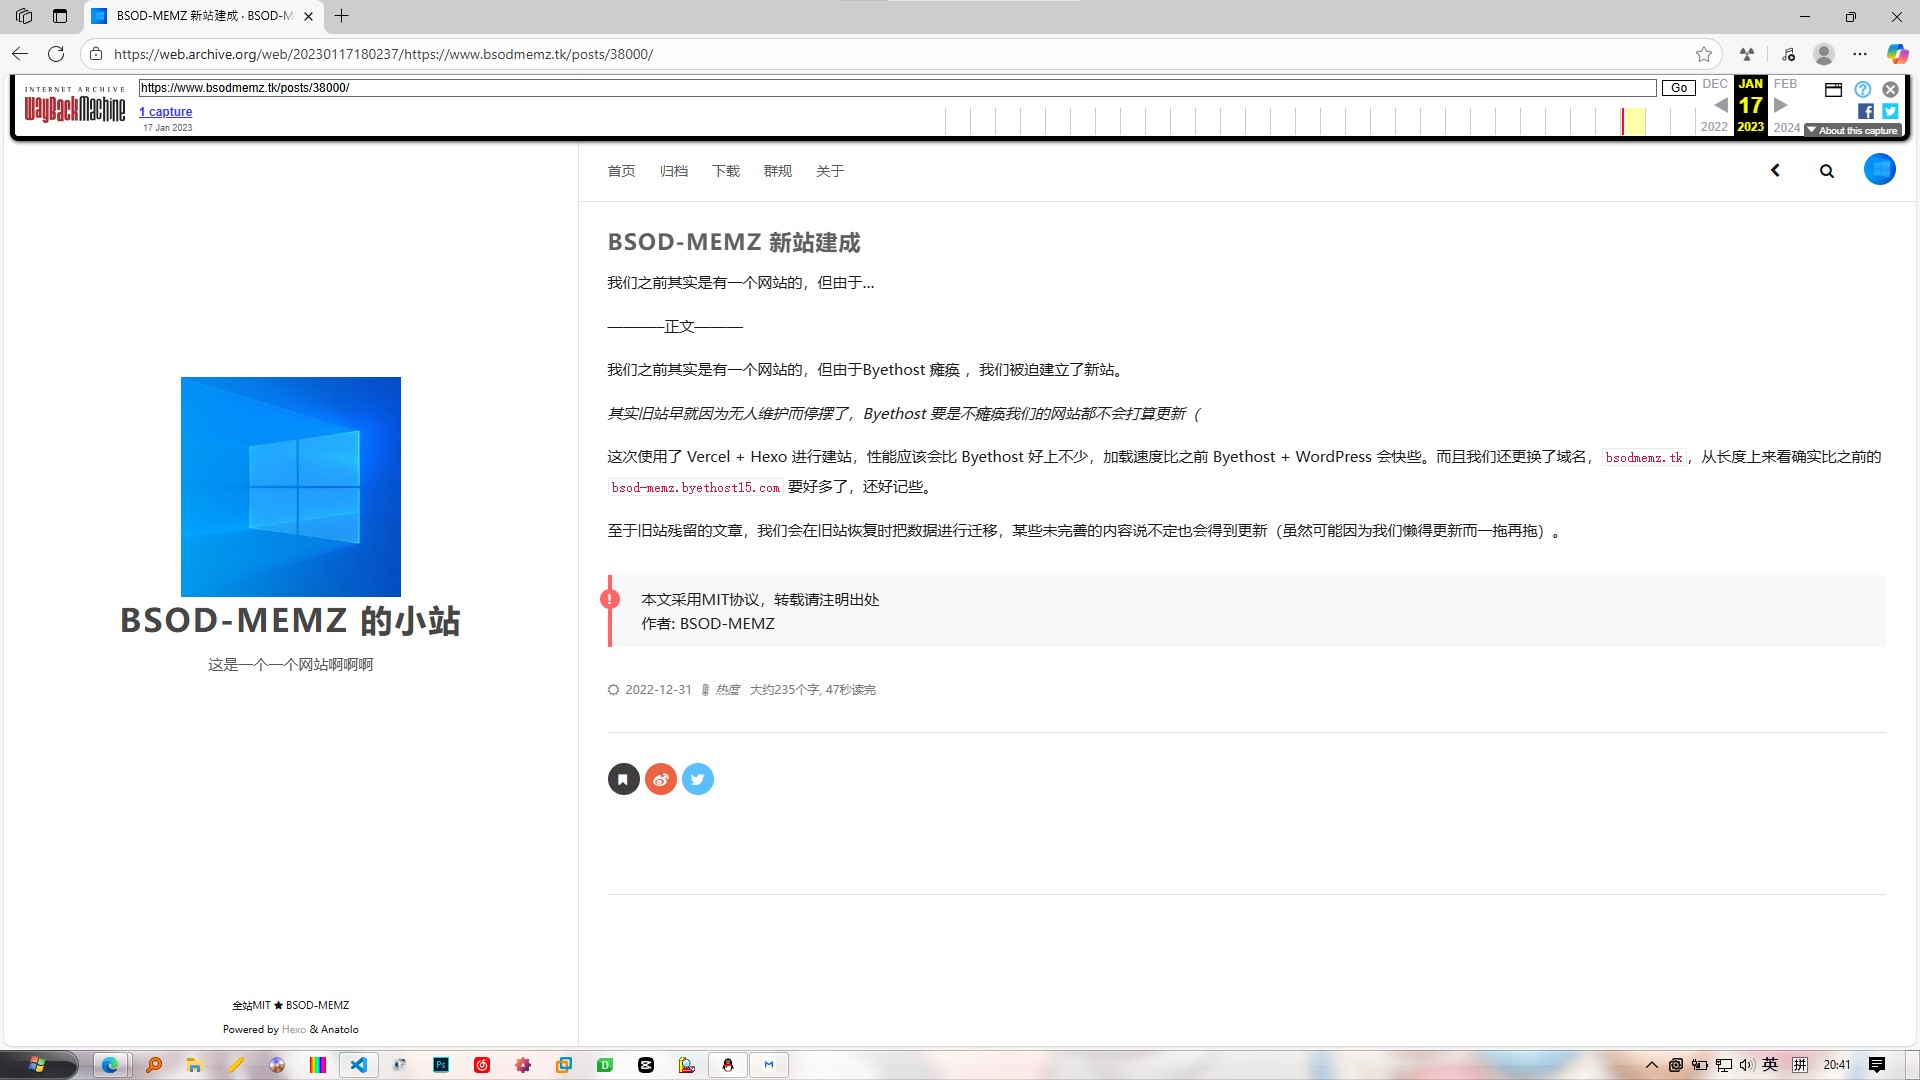 BSOD-MEMZ 新站建成 · BSOD-M
https://web.archive.org/web/20230117180237/https://www.bsodmemz.tk/posts/38000/
INTERNET ARCHIVE
WayBackMachine
https://www.bsodmemz.tk/posts/38000/
Go
DEC
JAN
FEB
1 capture
17
17 Jan 2023
2022
2023
2024
About this capture
首页
归档
下载
群规
关于
BSOD-MEMZ 新站建成
我们之前其实是有一个网站的，但由于…
————正文———
我们之前其实是有一个网站的，但由于Byethost 瘫痪 ，我们被迫建立了新站。
其实旧站早就因为无人维护而停摆了，Byethost 要是不瘫痪我们的网站都不会打算更新（
这次使用了 Vercel + Hexo 进行建站，性能应该会比 Byethost 好上不少，加载速度比之前 Byethost + WordPress 会快些。而且我们还更换了域名，bsodmemz.tk，从长度上来看确实比之前的
bsod-memz.byethost15.com 要好多了，还好记些。
至于旧站残留的文章，我们会在旧站恢复时把数据进行迁移，某些未完善的内容说不定也会得到更新（虽然可能因为我们懒得更新而一拖再拖）。
本文采用MIT协议，转载请注明出处
作者: BSOD-MEMZ
2022-12-31 热度 大约235个字, 47秒读完
BSOD-MEMZ 的小站
这是一个一个网站啊啊啊
全站MIT ★ BSOD-MEMZ
Powered by Hexo & Anatolo
Ps
D
M
英
拼
20:41